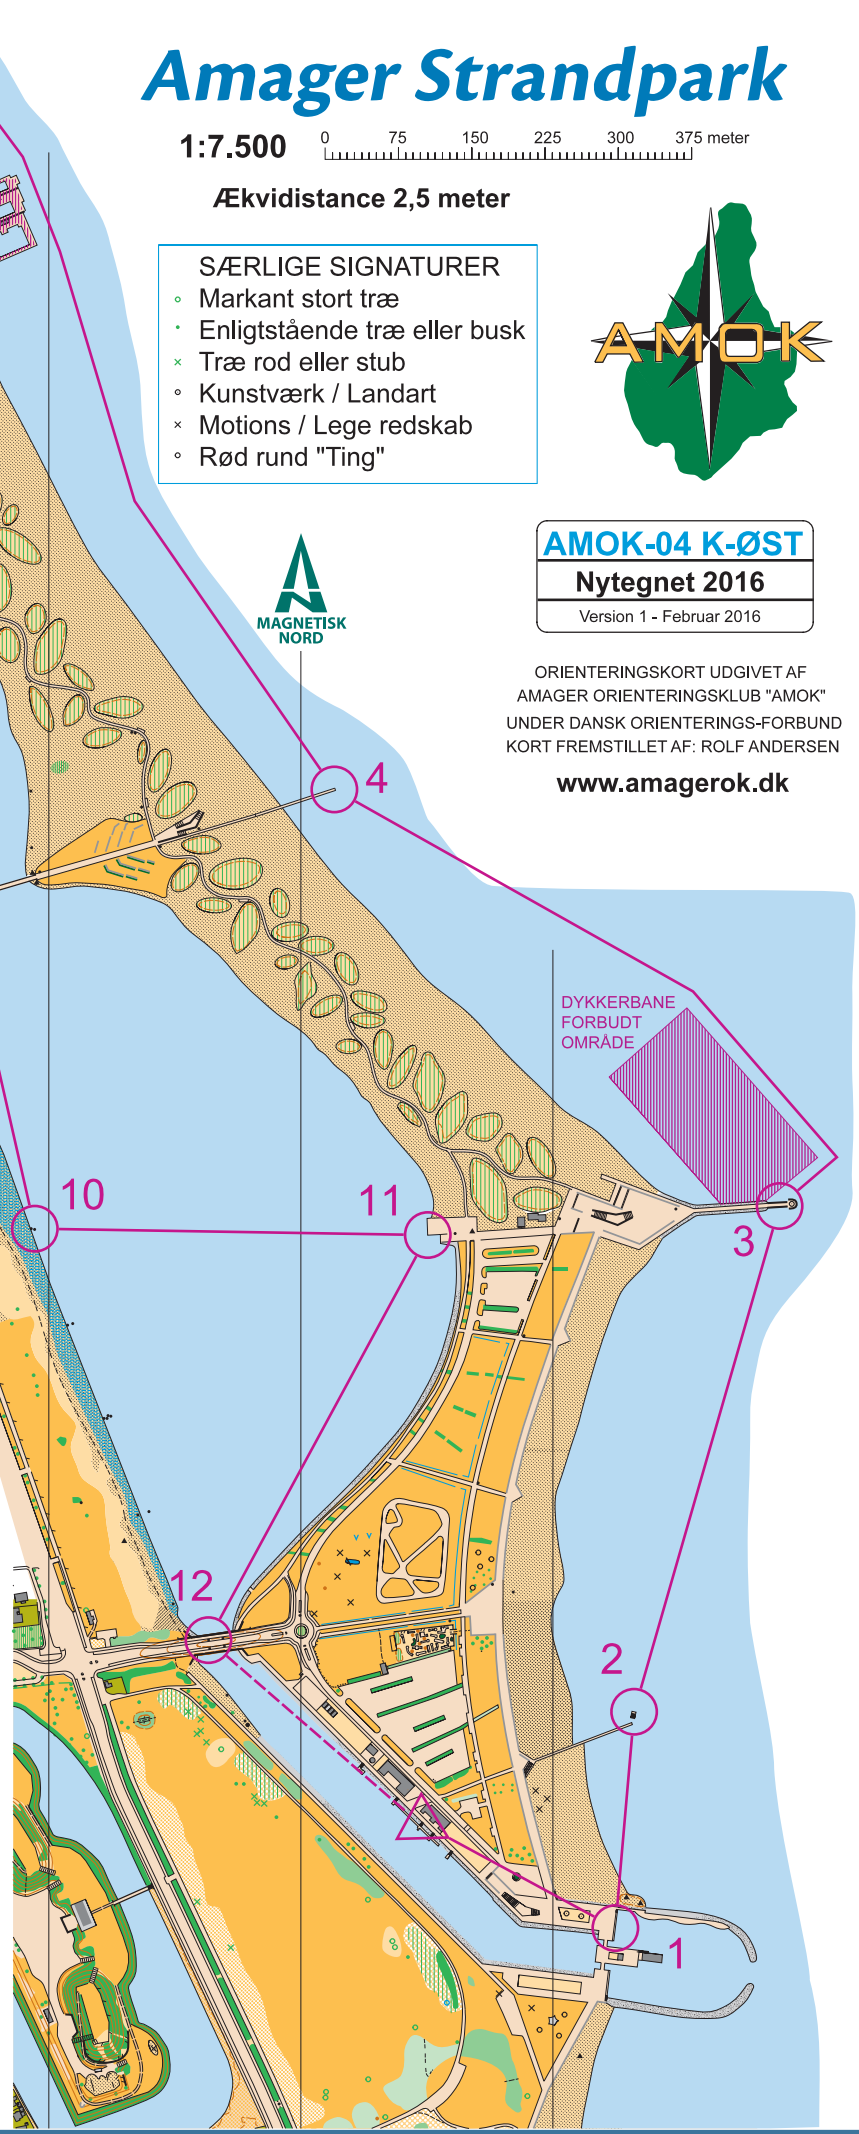 Amager Strandpark
1:7.500
0 75 150 225 300 375 meter
Ækvidistance 2,5 meter
SÆRLIGE SIGNATURER
Markant stort træ
Enligtstående træ eller busk
Træ rod eller stub
Kunstværk / Landart
Motions / Lege redskab
Rød rund "Ting"
AMOK
AMOK-04 K-ØST
Nytegnet 2016
Version 1 - Februar 2016
MAGNETISK
NORD
ORIENTERINGSKORT UDGIVET AF
AMAGER ORIENTERINGSKLUB "AMOK"
UNDER DANSK ORIENTERINGS-FORBUND
KORT FREMSTILLET AF: ROLF ANDERSEN
www.amagerok.dk
4
DYKKERBANE
FORBUDT
OMRÅDE
10
11
3
12
2
1